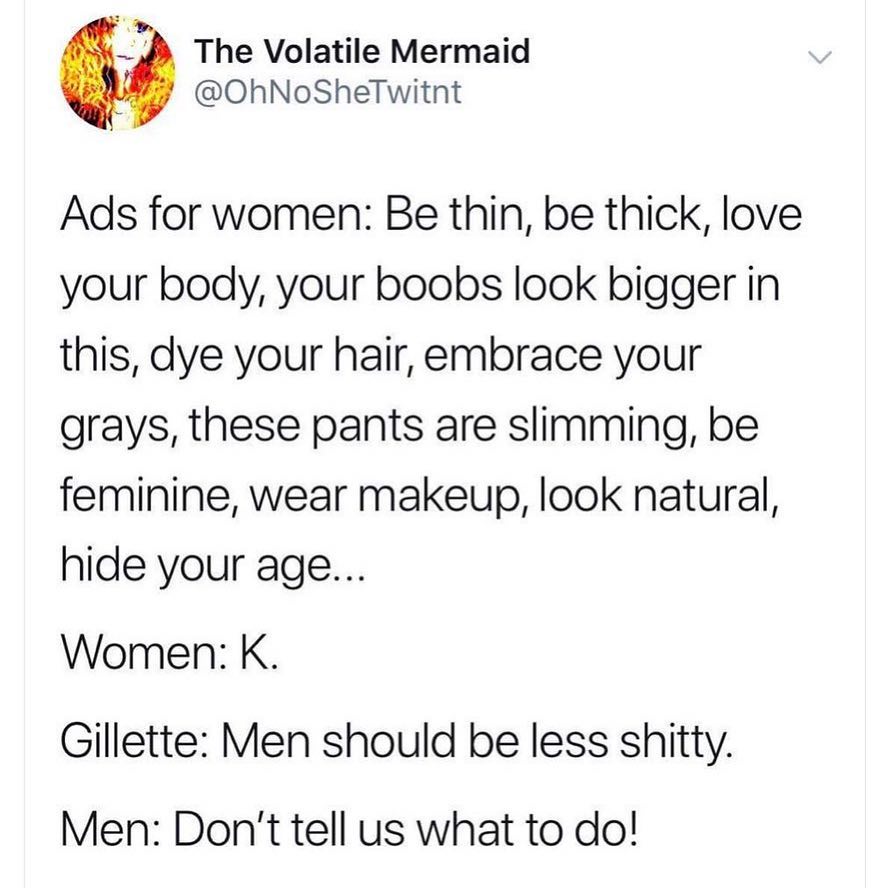 The Volatile Mermaid
@OhNoSheTwitnt
Ads for women: Be thin, be thick, love
your body, your boobs look bigger in
this, dye your hair, embrace your
grays, these pants are slimming, be
feminine, wear makeup, look natural,
hide your age...
Women: K.
Gillette: Men should be less shitty.
Men: Don't tell us what to do!